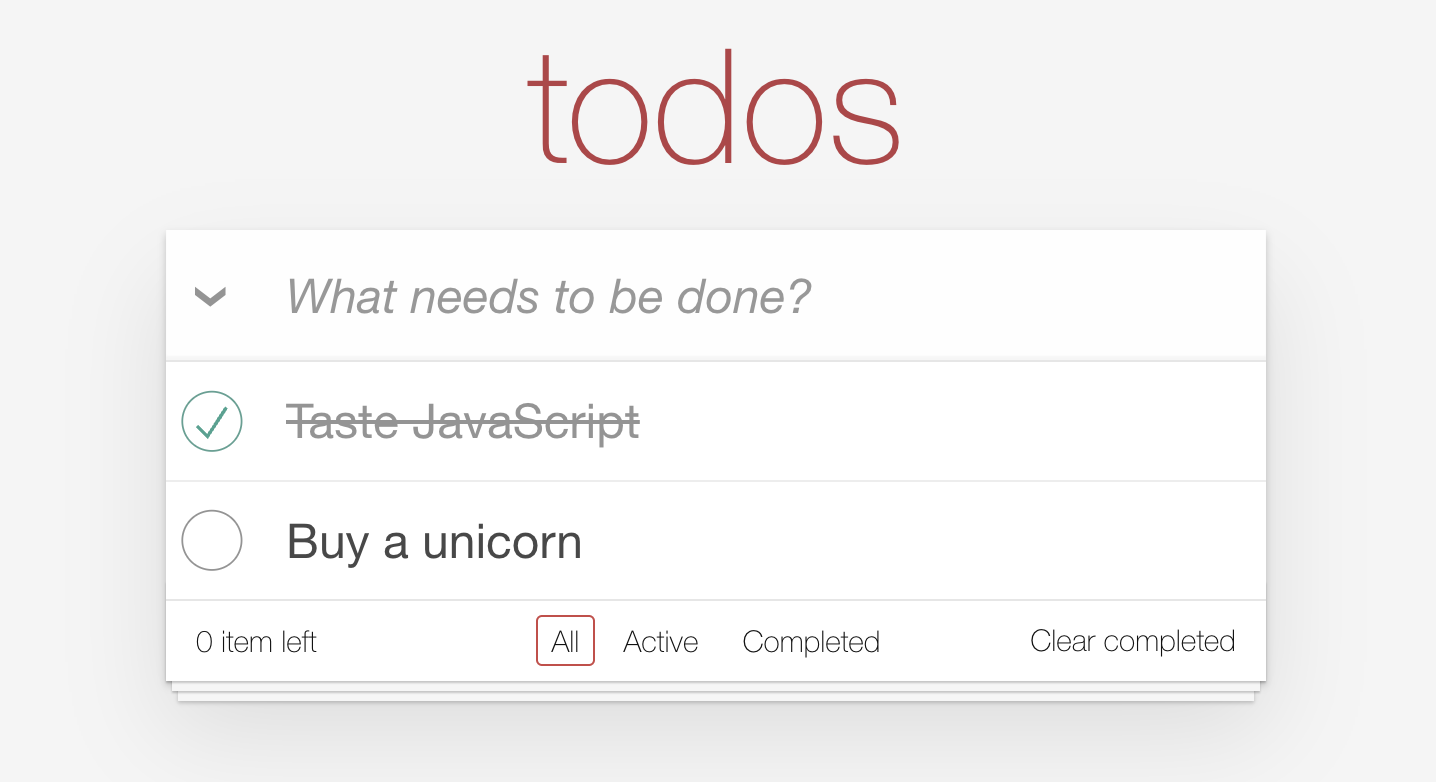 todos
What needs to be done?
Taste JavaScript
Buy a unicorn
0 item left All Active Completed Clear completed